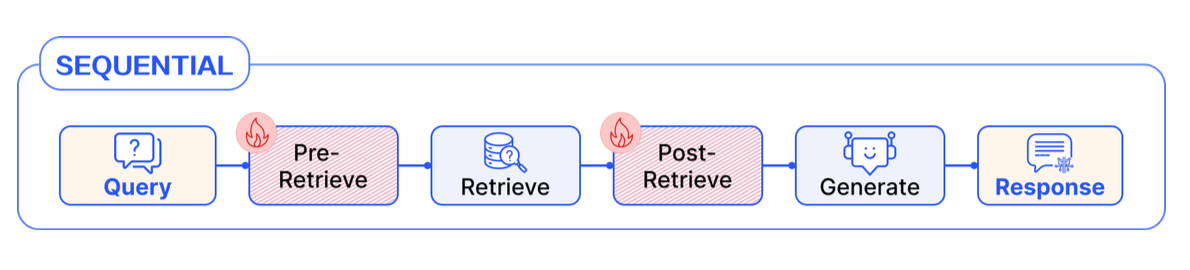 SEQUENTIAL
?
Query
Pre-
Retrieve
?
Retrieve
Post-
Retrieve
Generate
Response